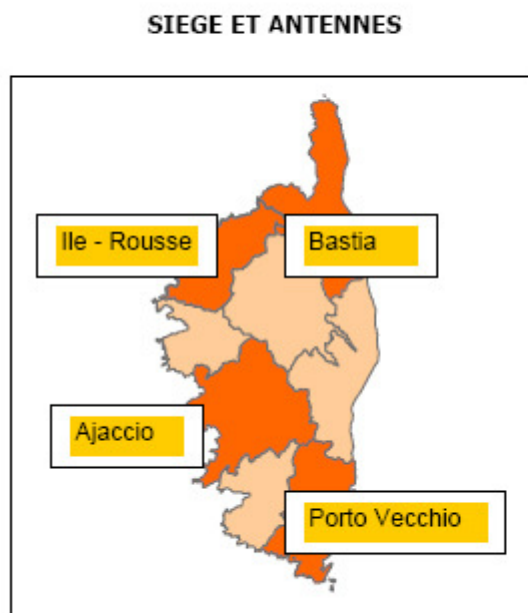 SIEGE ET ANTENNES
Ile - Rousse
Bastia
Ajaccio
Porto Vecchio